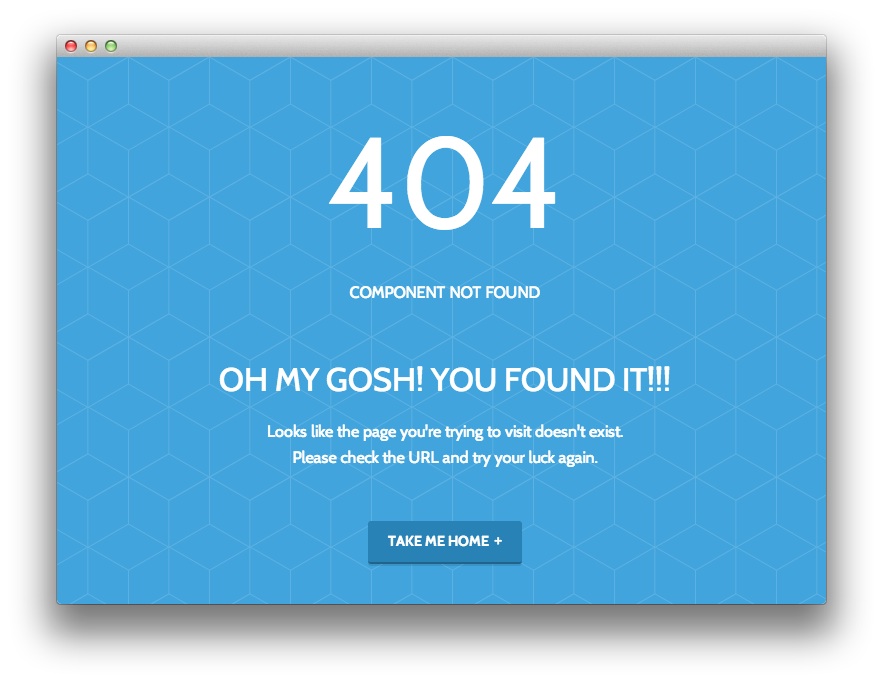 404
COMPONENT NOT FOUND
OH MY GOSH! YOU FOUND IT!!!
Looks like the page you're trying to visit doesn't exist.
Please check the URL and try your luck again.
TAKE ME HOME +